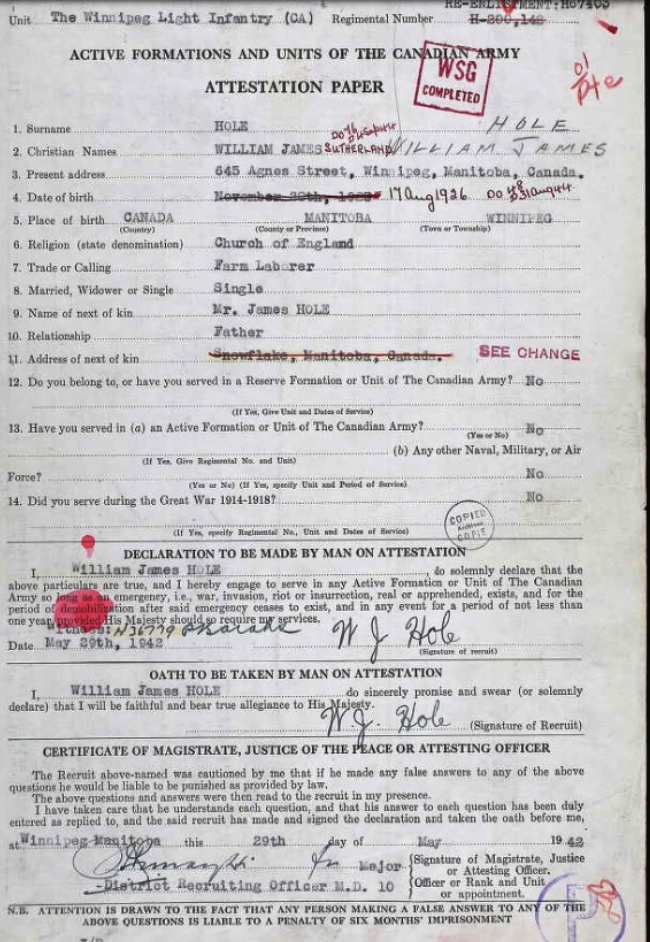 RE-ENLISTMENT: H67403
Unit The Winnipeg Light Infantry (CA) Regimental Number H-200,142
ACTIVE FORMATIONS AND UNITS OF THE CANADIAN ARMY
WSG
COMPLETED
ATTESTATION PAPER
1. Surname HOLE HOLE
2. Christian Names WILLIAM JAMES SUTHERLAND WILLIAM JAMES
3. Present address 645 Agnes Street, Winnipeg, Manitoba, Canada.
4. Date of birth November 29th, 17 Aug 1926
5. Place of birth CANADA MANITOBA WINNIPEG
(Country) (County or Province) (Town or Township)
6. Religion (state denomination) Church of England
7. Trade or Calling Farm Laborer
8. Married, Widower or Single Single
9. Name of next of kin Mr. James HOLE
10. Relationship Father
11. Address of next of kin Snowflake, Manitoba, Canada. SEE CHANGE
12. Do you belong to, or have you served in a Reserve Formation or Unit of The Canadian Army? No
(If Yes, Give Unit and Dates of Service)
13. Have you served in (a) an Active Formation or Unit of The Canadian Army? No
(Yes or No)
(b) Any other Naval, Military, or Air
(If Yes, Give Regimental No. and Unit)
Force? No
(Yes or No) (If Yes, specify Unit and Period of Service)
14. Did you serve during the Great War 1914-1918? No
(If Yes, specify Regimental No., Unit and Dates of Service)
COPIED
COPIE
DECLARATION TO BE MADE BY MAN ON ATTESTATION
I, William James HOLE, do solemnly declare that the
above particulars are true, and I hereby engage to serve in any Active Formation or Unit of The Canadian
Army so long as an emergency, i.e., war, invasion, riot or insurrection, real or apprehended, exists, and for the
period of demobilization after said emergency ceases to exist, and in any event for a period of not less than
one year, provided His Majesty should so require my services.
Witness: H36779 W J Hole
Date May 29th, 1942 (Signature of recruit)
OATH TO BE TAKEN BY MAN ON ATTESTATION
I, William James HOLE do sincerely promise and swear (or solemnly
declare) that I will be faithful and bear true allegiance to His Majesty.
W.J. Hole (Signature of Recruit)
CERTIFICATE OF MAGISTRATE, JUSTICE OF THE PEACE OR ATTESTING OFFICER
The Recruit above-named was cautioned by me that if he made any false answers to any of the above
questions he would be liable to be punished as provided by law.
The above questions and answers were then read to the recruit in my presence.
I have taken care that he understands each question, and that his answer to each question has been duly
entered as replied to, and the said recruit has made and signed the declaration and taken the oath before me,
at Winnipeg Manitoba this 29th day of May 1942
Major
District Recruiting Officer M.D. 10
Signature of Magistrate, Justice
or Attesting Officer.
Officer or Rank and Unit
or appointment.
N.B. ATTENTION IS DRAWN TO THE FACT THAT ANY PERSON MAKING A FALSE ANSWER TO ANY OF THE
ABOVE QUESTIONS IS LIABLE TO A PENALTY OF SIX MONTHS' IMPRISONMENT